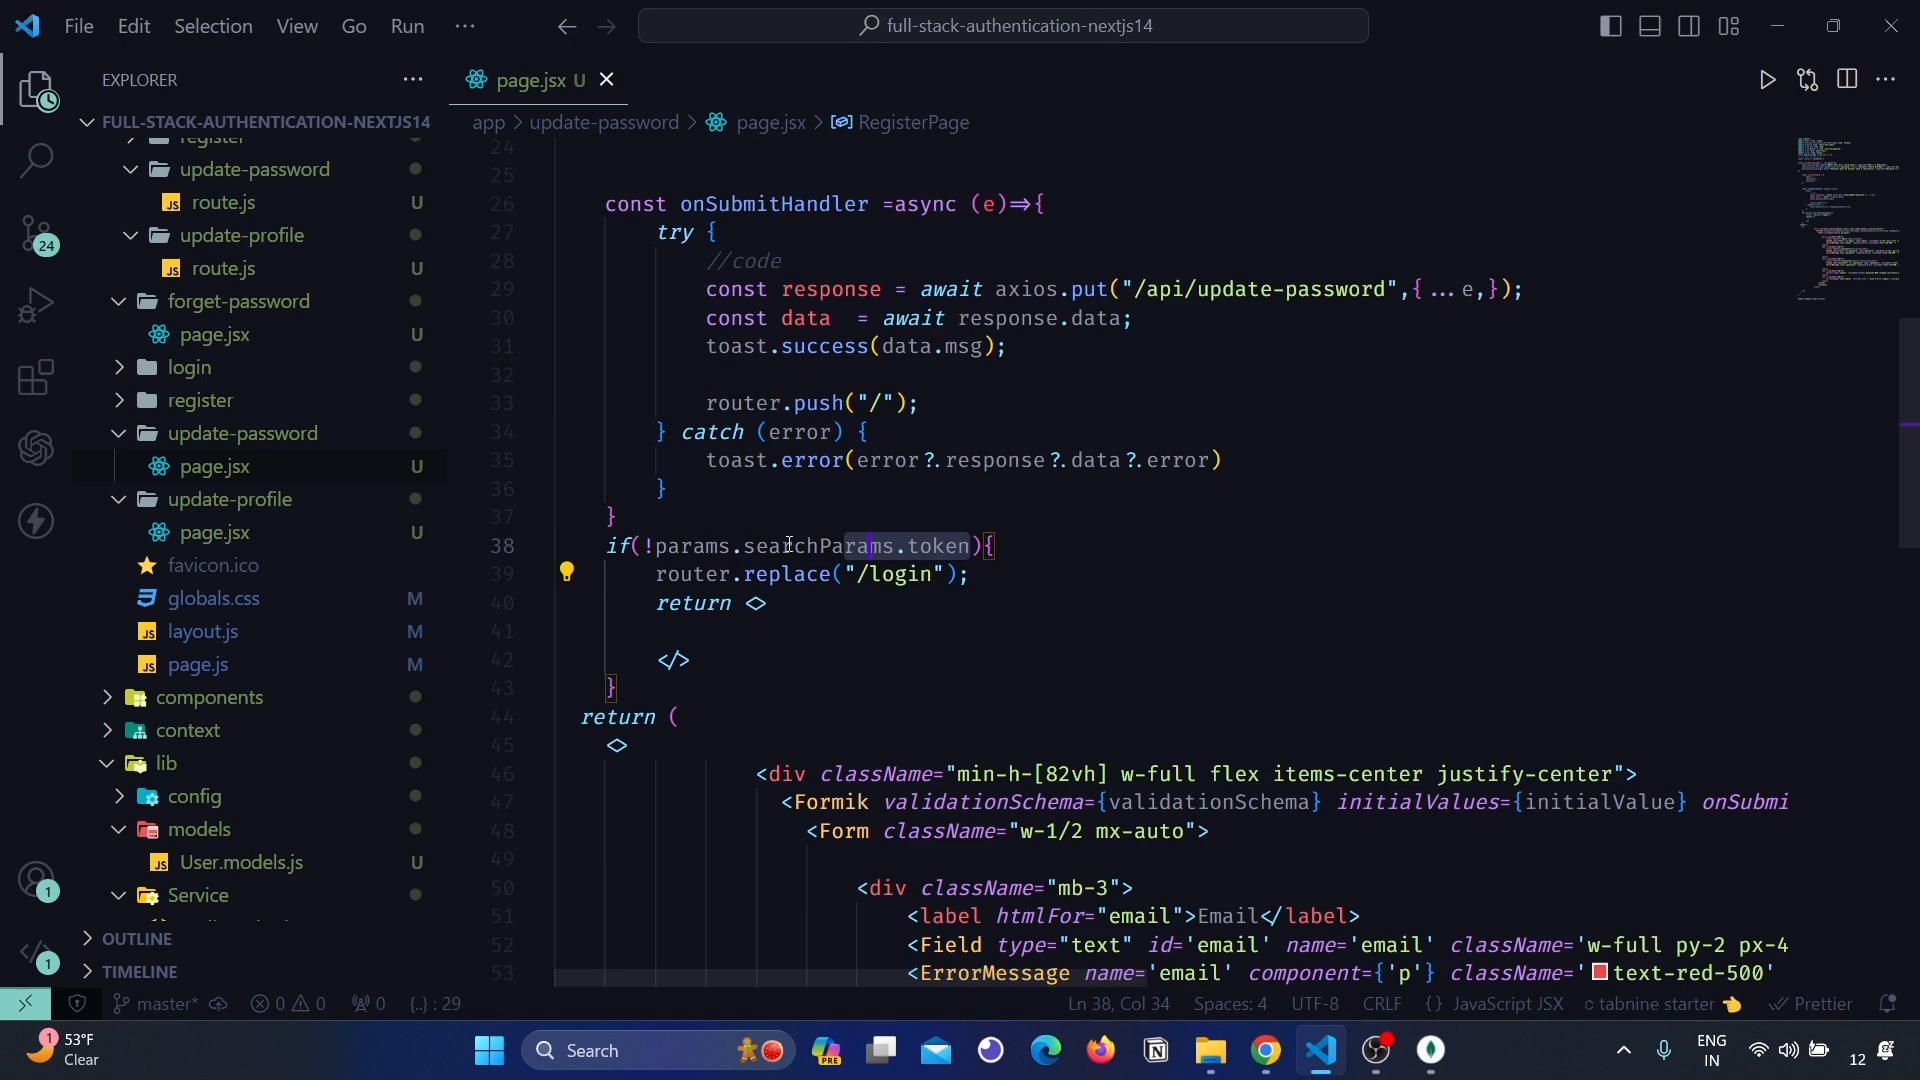 File Edit Selection View Go Run ···
full-stack-authentication-nextjs14
EXPLORER
page.jsx U
FULL-STACK-AUTHENTICATION-NEXTJS14
app > update-password > page.jsx > RegisterPage
register
update-password
route.js U
update-profile
route.js U
forget-password
page.jsx U
login
register
update-password
page.jsx U
update-profile
page.jsx U
favicon.ico
globals.css M
layout.js M
page.js M
components
context
lib
config
models
User.models.js U
Service
OUTLINE
TIMELINE
24
1
1
24
25
26 const onSubmitHandler =async (e)=>{
27 try {
28 //code
29 const response = await axios.put("/api/update-password",{...e,});
30 const data  = await response.data;
31 toast.success(data.msg);
32
33 router.push("/");
34 } catch (error) {
35 toast.error(error?.response?.data?.error)
36 }
37 }
38 if(!params.searchParams.token){
39 router.replace("/login");
40 return <>
41
42 </>
43 }
44 return (
45 <>
46 <div className="min-h-[82vh] w-full flex items-center justify-center">
47 <Formik validationSchema={validationSchema} initialValues={initialValue} onSubmi
48 <Form className="w-1/2 mx-auto">
49
50 <div className="mb-3">
51 <label htmlFor="email">Email</label>
52 <Field type="text" id='email' name='email' className='w-full py-2 px-4
53 <ErrorMessage name='email' component={'p'} className='text-red-500'
master* 0 0 0 {..} : 29 Ln 38, Col 34 Spaces: 4 UTF-8 CRLF {} JavaScript JSX tabnine starter Prettier
1 53°F
Clear
Search
PRE
ENG
IN
12